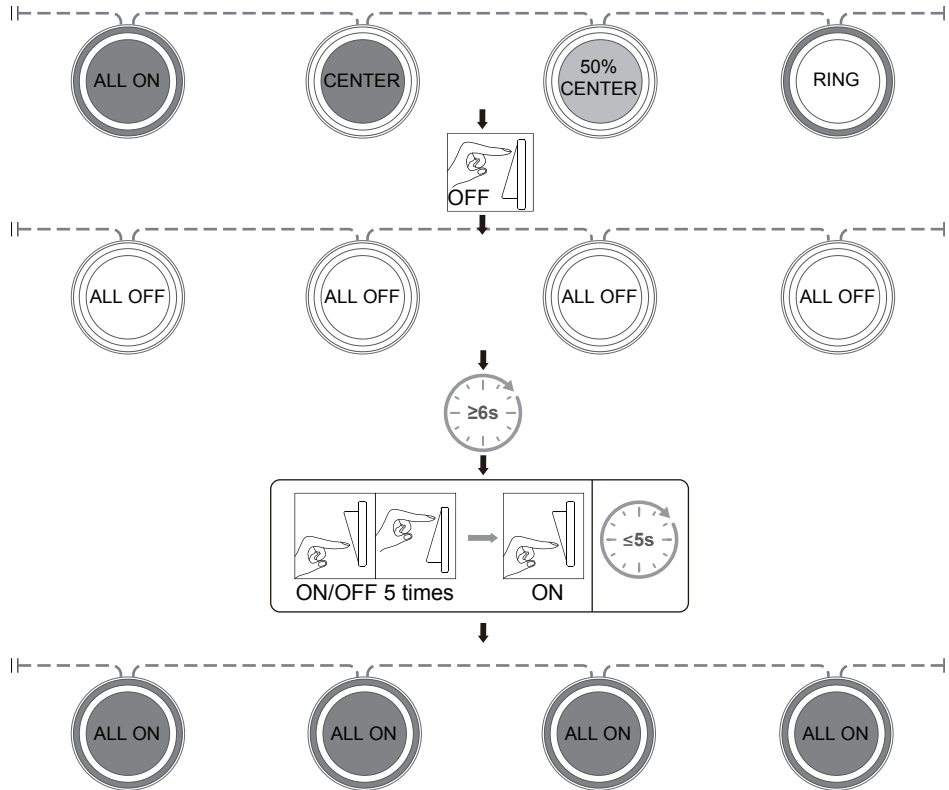 ALL ON
CENTER
50%
CENTER
RING
OFF
ALL OFF
ALL OFF
ALL OFF
ALL OFF
≥6s
≤5s
ON/OFF 5 times
ON
ALL ON
ALL ON
ALL ON
ALL ON